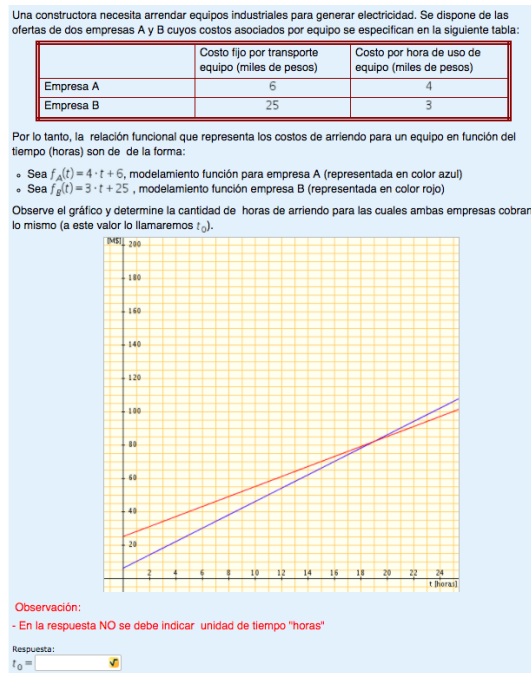 Una constructora necesita arrendar equipos industriales para generar electricidad. Se dispone de las
ofertas de dos empresas A y B cuyos costos asociados por equipo se especifican en la siguiente tabla:
Costo fijo por transporte
equipo (miles de pesos)
Costo por hora de uso de
equipo (miles de pesos)
Empresa A 6 4
Empresa B 25 3
Por lo tanto, la relación funcional que representa los costos de arriendo para un equipo en función del
tiempo (horas) son de de la forma:
Sea f_A(t) = 4·t + 6, modelamiento función para empresa A (representada en color azul)
Sea f_B(t) = 3·t + 25 , modelamiento función empresa B (representada en color rojo)
Observe el gráfico y determine la cantidad de horas de arriendo para las cuales ambas empresas cobran
lo mismo (a este valor lo llamaremos t_0).
[M$]
200
180
160
140
120
100
80
60
40
20
2 4 6 8 10 12 14 16 18 20 22 24
t [horas]
Observación:
- En la respuesta NO se debe indicar unidad de tiempo "horas"
Respuesta:
t_0 =